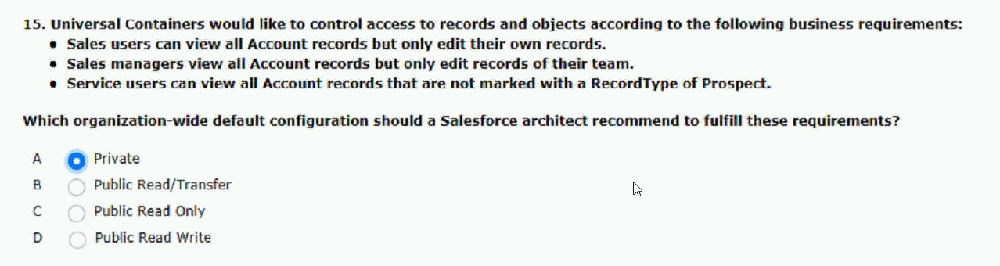 15. Universal Containers would like to control access to records and objects according to the following business requirements:
• Sales users can view all Account records but only edit their own records.
• Sales managers view all Account records but only edit records of their team.
• Service users can view all Account records that are not marked with a RecordType of Prospect.
Which organization-wide default configuration should a Salesforce architect recommend to fulfill these requirements?
A Private
B Public Read/Transfer
C Public Read Only
D Public Read Write